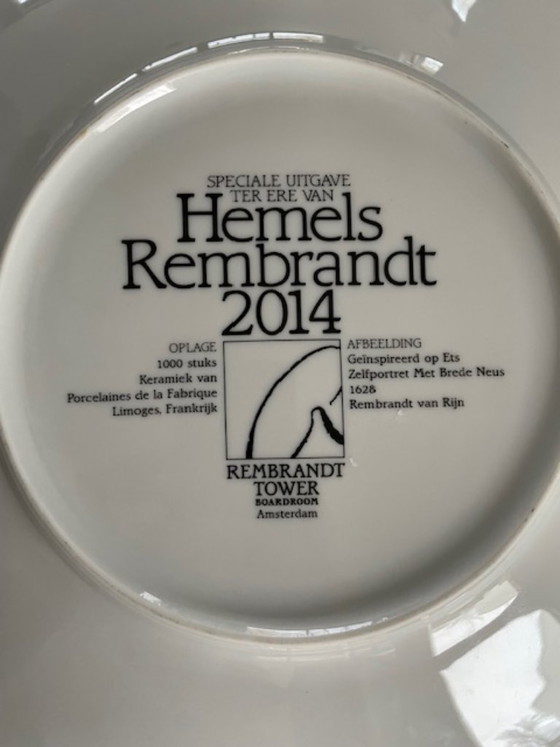 SPECIALE UITGAVE
TER ERE VAN
Hemels
Rembrandt
2014
OPLAGE
1000 stuks
Keramiek van
Porcelaines de la Fabrique
Limoges, Frankrijk
AFBEELDING
Geïnspireerd op Ets
Zelfportret Met Brede Neus
1628
Rembrandt van Rijn
REMBRANDT
TOWER
BOARDROOM
Amsterdam